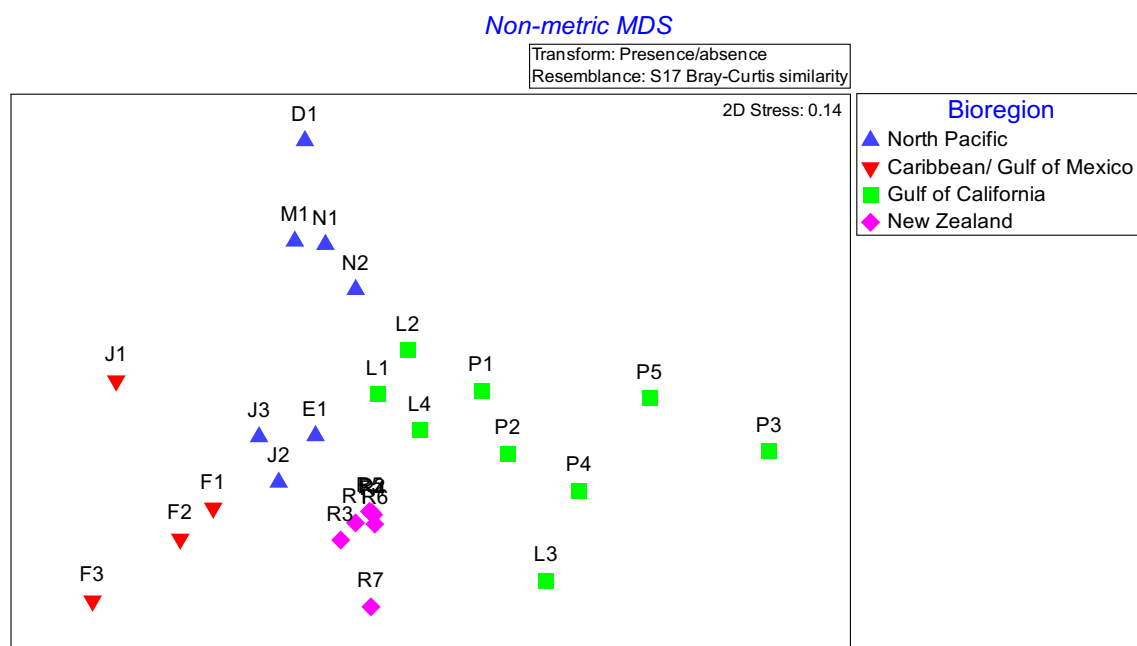 Non-metric MDS
Transform: Presence/absence
Resemblance: S17 Bray-Curtis similarity
2D Stress: 0.14
Bioregion
North Pacific
Caribbean/ Gulf of Mexico
Gulf of California
New Zealand
D1
M1
N1
N2
L2
J1
L1
P1
P5
J3
E1
L4
P2
P3
J2
P4
F1
R6
F2
R3
L3
F3
R7